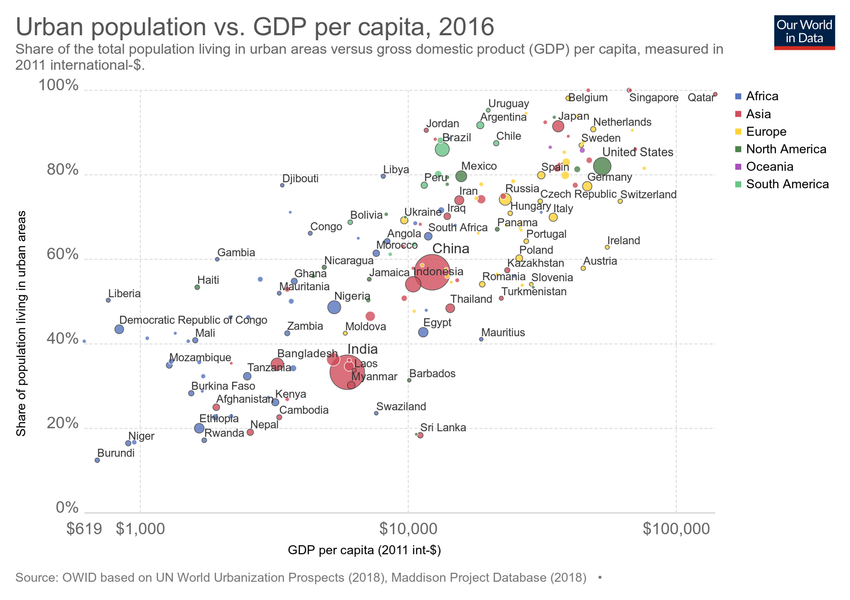 Urban population vs. GDP per capita, 2016
Our World
in Data
Share of the total population living in urban areas versus gross domestic product (GDP) per capita, measured in
2011 international-$.
100%
80%
60%
40%
20%
0%
Share of population living in urban areas
Belgium
Singapore
Qatar
Uruguay
Argentina
Japan
Jordan
Netherlands
Brazil
Chile
Sweden
United States
Libya
Mexico
Spain
Djibouti
Peru
Germany
Iran
Russia
Czech Republic
Switzerland
Bolivia
Ukraine
Iraq
Hungary
Italy
Congo
Angola
South Africa
Panama
Portugal
Morocco
China
Ireland
Gambia
Poland
Nicaragua
Kazakhstan
Austria
Haiti
Ghana
Jamaica
Indonesia
Romania
Slovenia
Mauritania
Turkmenistan
Liberia
Nigeria
Thailand
Democratic Republic of Congo
Zambia
Moldova
Egypt
Mali
Mauritius
Mozambique
Bangladesh
India
Tanzania
Laos
Myanmar
Barbados
Burkina Faso
Afghanistan
Kenya
Cambodia
Swaziland
Ethiopia
Nepal
Sri Lanka
Niger
Rwanda
Burundi
$619
$1,000
$10,000
$100,000
GDP per capita (2011 int-$)
Africa
Asia
Europe
North America
Oceania
South America
Source: OWID based on UN World Urbanization Prospects (2018), Maddison Project Database (2018) •